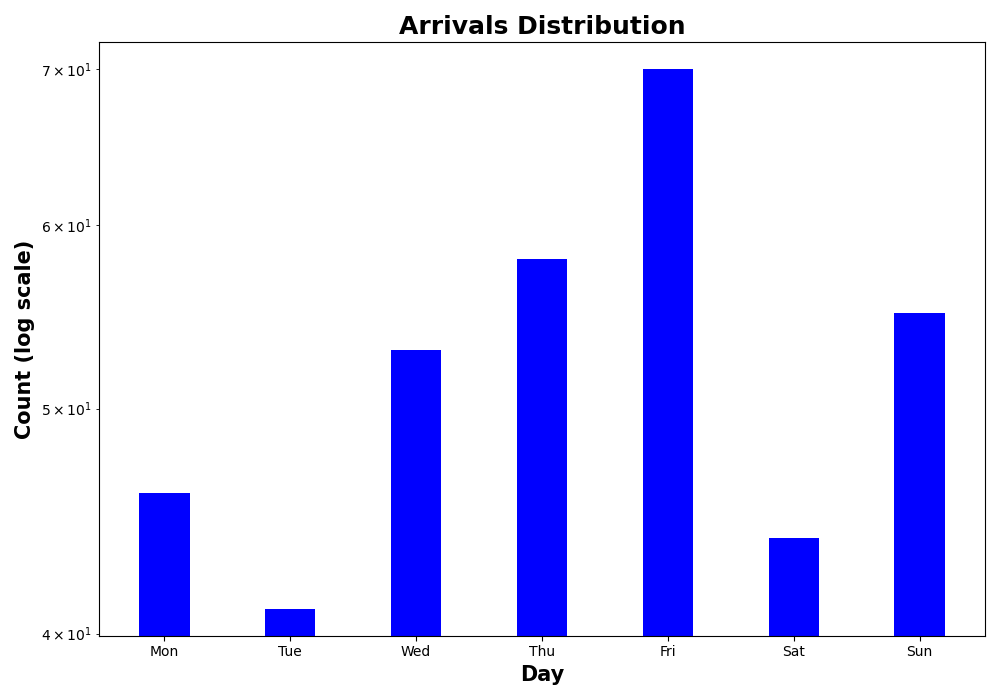 Arrivals Distribution
Count (log scale)
7 × 10¹
6 × 10¹
5 × 10¹
4 × 10¹
Mon Tue Wed Thu Fri Sat Sun
Day